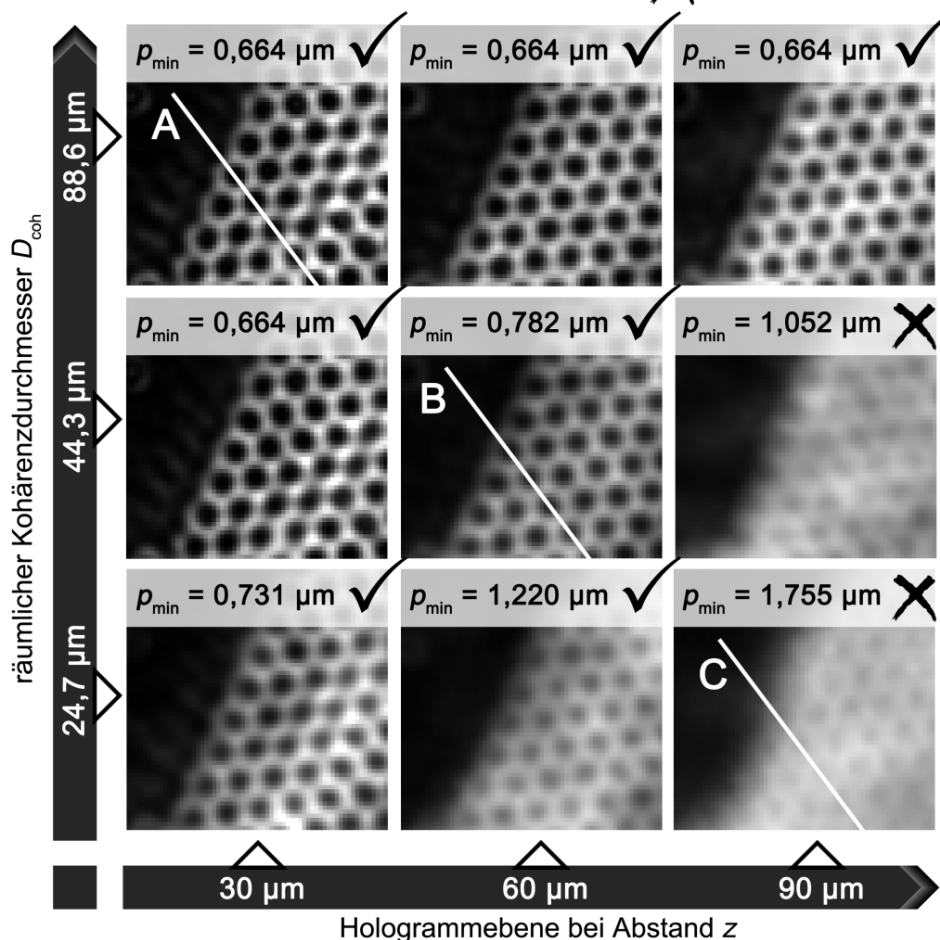 p_min = 0,664 µm ✓ p_min = 0,664 µm ✓ p_min = 0,664 µm ✓
88,6 µm
A
räumlicher Kohärenzdurchmesser D_coh
p_min = 0,664 µm ✓ p_min = 0,782 µm ✓ p_min = 1,052 µm ✗
44,3 µm
B
p_min = 0,731 µm ✓ p_min = 1,220 µm ✓ p_min = 1,755 µm ✗
24,7 µm
C
30 µm 60 µm 90 µm
Hologrammebene bei Abstand z